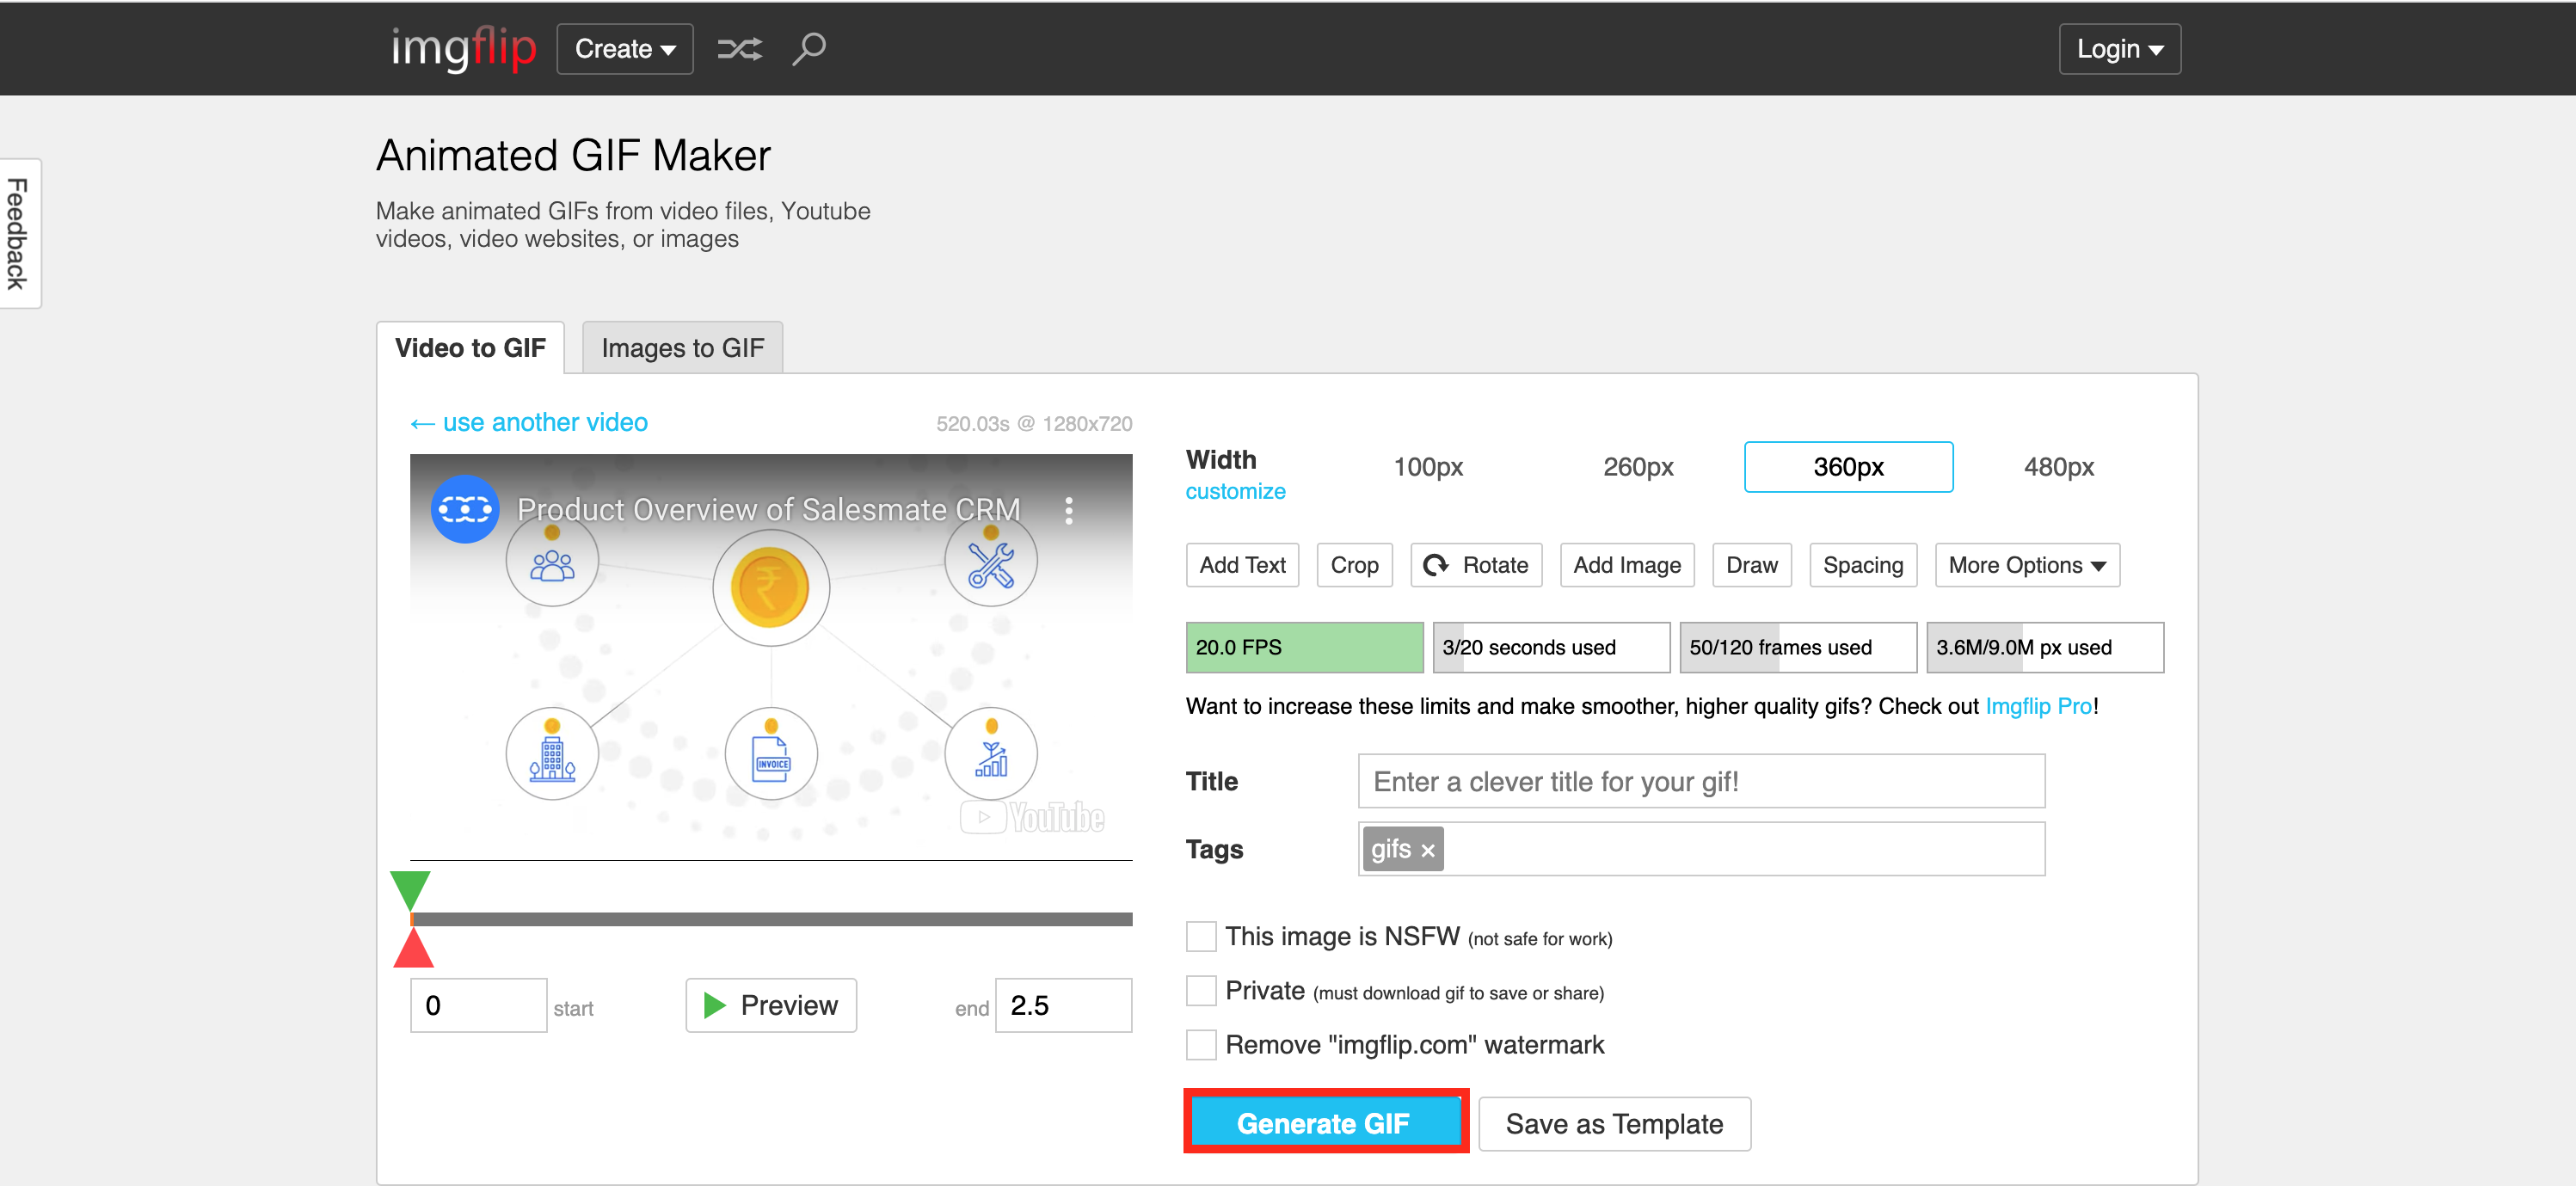 imgflip Create Login
Feedback
Animated GIF Maker
Make animated GIFs from video files, Youtube
videos, video websites, or images
Video to GIF Images to GIF
← use another video 520.03s @ 1280x720
Product Overview of Salesmate CRM
INVOICE
YouTube
0 start Preview end 2.5
Width 100px 260px 360px 480px
customize
Add Text Crop Rotate Add Image Draw Spacing More Options
20.0 FPS 3/20 seconds used 50/120 frames used 3.6M/9.0M px used
Want to increase these limits and make smoother, higher quality gifs? Check out Imgflip Pro!
Title Enter a clever title for your gif!
Tags gifs ×
This image is NSFW (not safe for work)
Private (must download gif to save or share)
Remove "imgflip.com" watermark
Generate GIF Save as Template